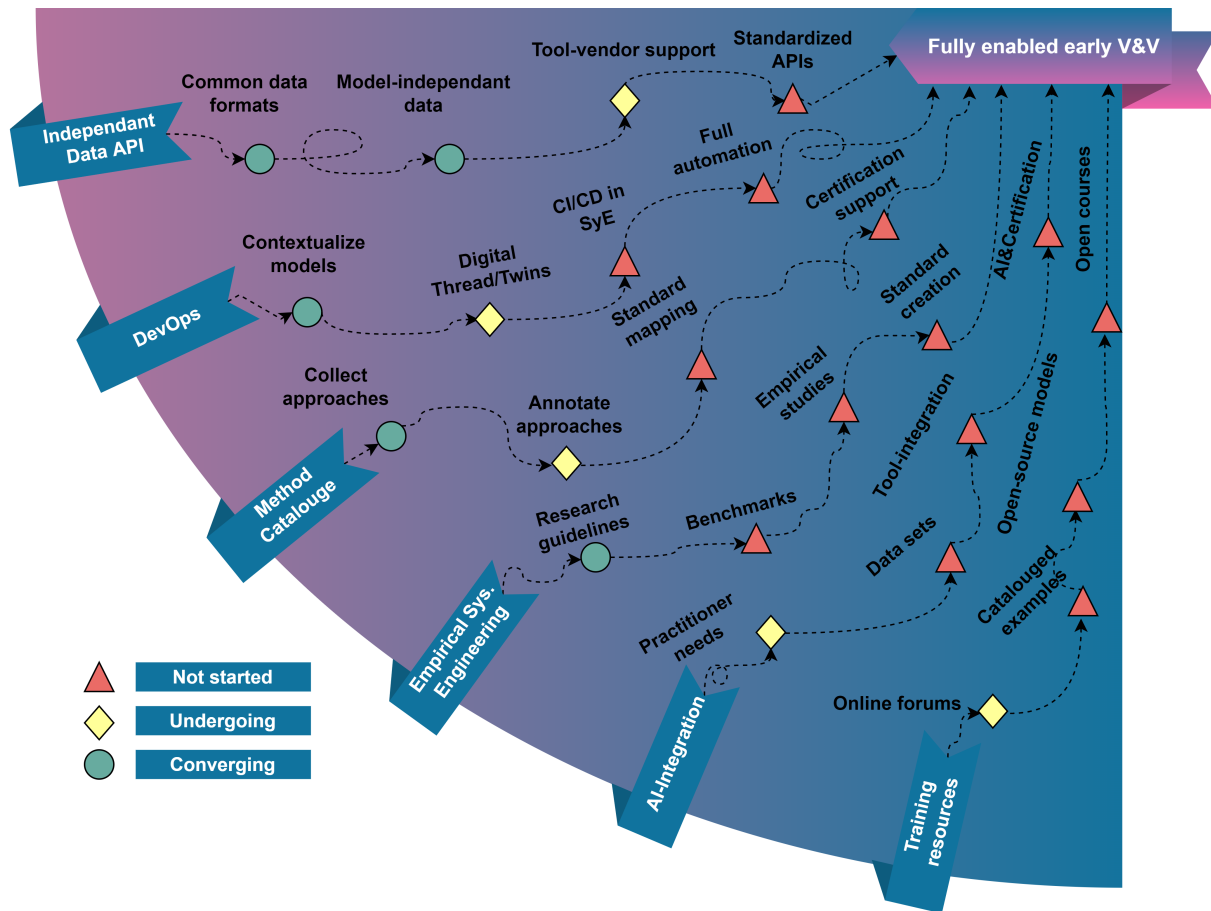 Fully enabled early V&V
Tool-vendor support
Standardized
APIs
Common data
formats
Model-independant
data
Independant
Data API
Full
automation
CI/CD in
SyE
Certification
support
AI&Certification
Open courses
Contextualize
models
Digital
Thread/Twins
DevOps
Standard
mapping
Standard
creation
Collect
approaches
Annotate
approaches
Empirical
studies
Tool-integration
Open-source models
Method
Catalouge
Research
guidelines
Benchmarks
Data sets
Catalouged
examples
Empirical Sys.
Engineering
Practitioner
needs
AI-Integration
Online forums
Training
resources
Not started
Undergoing
Converging